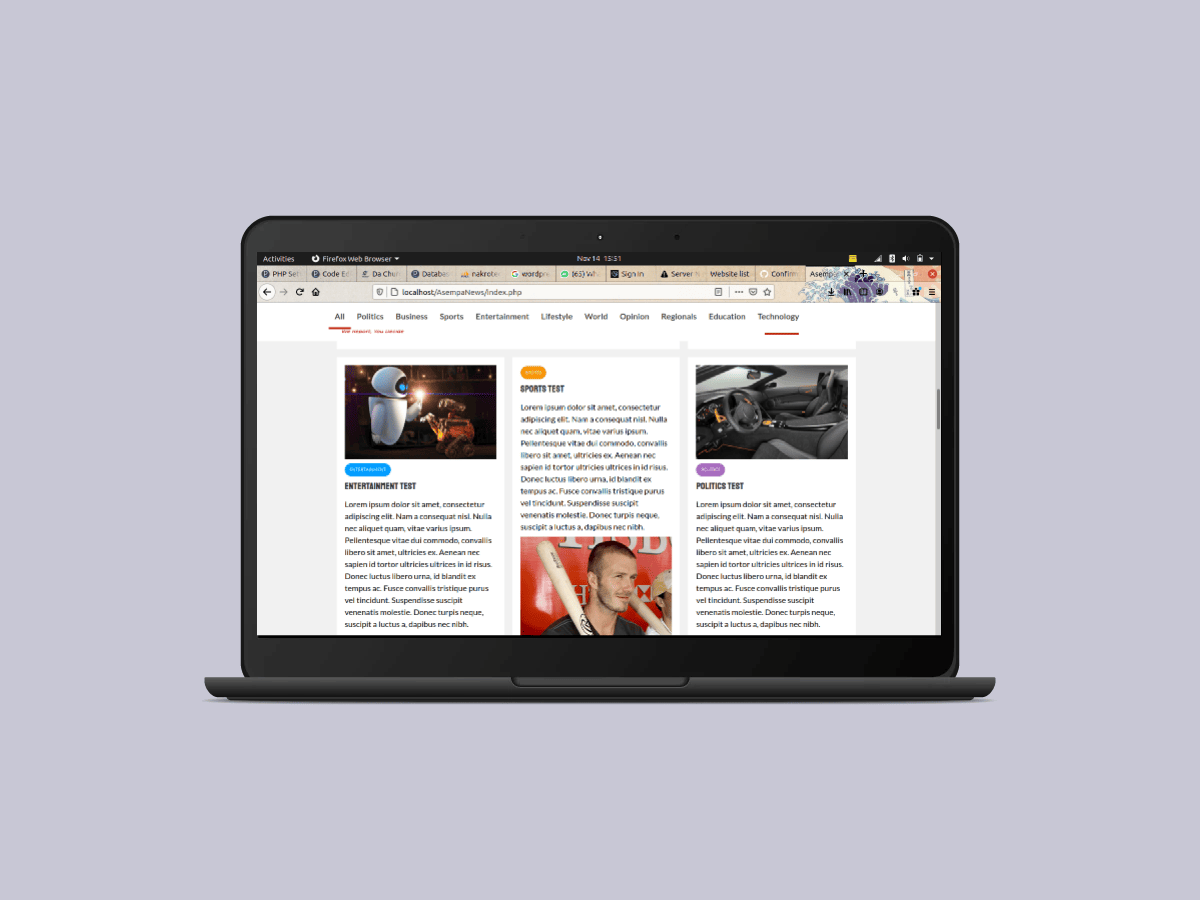 Activities Firefox Web Browser Nov 14 15:51
PHP Se Code Ed Da Chu Databe nakrote wordpre (65) Wha Sign In Server N Website list Confirm Asemp
localhost/AsempaNews/index.php
All Politics Business Sports Entertainment Lifestyle World Opinion Regionals Education Technology
ENTERTAINMENT
ENTERTAINMENT TEST
Lorem ipsum dolor sit amet, consectetur
adipiscing elit. Nam a consequat nisl. Nulla
nec aliquet quam, vitae varius ipsum.
Pellentesque vitae dui commodo, convallis
libero sit amet, ultricies ex. Aenean nec
sapien id tortor ultricies ultrices in id risus.
Donec luctus libero urna, id blandit ex
tempus ac. Fusce convallis tristique purus
vel tincidunt. Suspendisse suscipit
venenatis molestie. Donec turpis neque,
suscipit a luctus a, dapibus nec nibh.
SPORTS
SPORTS TEST
Lorem ipsum dolor sit amet, consectetur
adipiscing elit. Nam a consequat nisl. Nulla
nec aliquet quam, vitae varius ipsum.
Pellentesque vitae dui commodo, convallis
libero sit amet, ultricies ex. Aenean nec
sapien id tortor ultricies ultrices in id risus.
Donec luctus libero urna, id blandit ex
tempus ac. Fusce convallis tristique purus
vel tincidunt. Suspendisse suscipit
venenatis molestie. Donec turpis neque,
suscipit a luctus a, dapibus nec nibh.
POLITICS
POLITICS TEST
Lorem ipsum dolor sit amet, consectetur
adipiscing elit. Nam a consequat nisl. Nulla
nec aliquet quam, vitae varius ipsum.
Pellentesque vitae dui commodo, convallis
libero sit amet, ultricies ex. Aenean nec
sapien id tortor ultricies ultrices in id risus.
Donec luctus libero urna, id blandit ex
tempus ac. Fusce convallis tristique purus
vel tincidunt. Suspendisse suscipit
venenatis molestie. Donec turpis neque,
suscipit a luctus a, dapibus nec nibh.